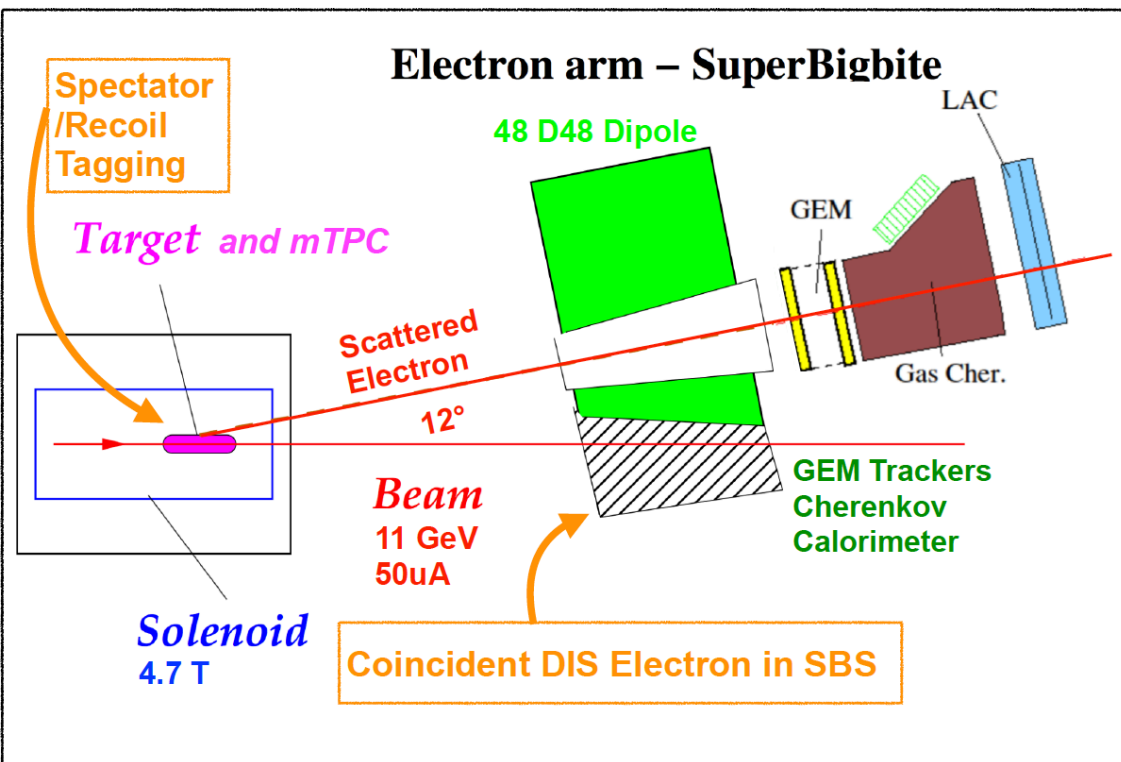 Electron arm – SuperBigbite
Spectator
/Recoil
Tagging
48 D48 Dipole
LAC
GEM
Target and mTPC
Scattered
Electron
Gas Cher.
12°
Beam
11 GeV
50uA
GEM Trackers
Cherenkov
Calorimeter
Solenoid
4.7 T
Coincident DIS Electron in SBS